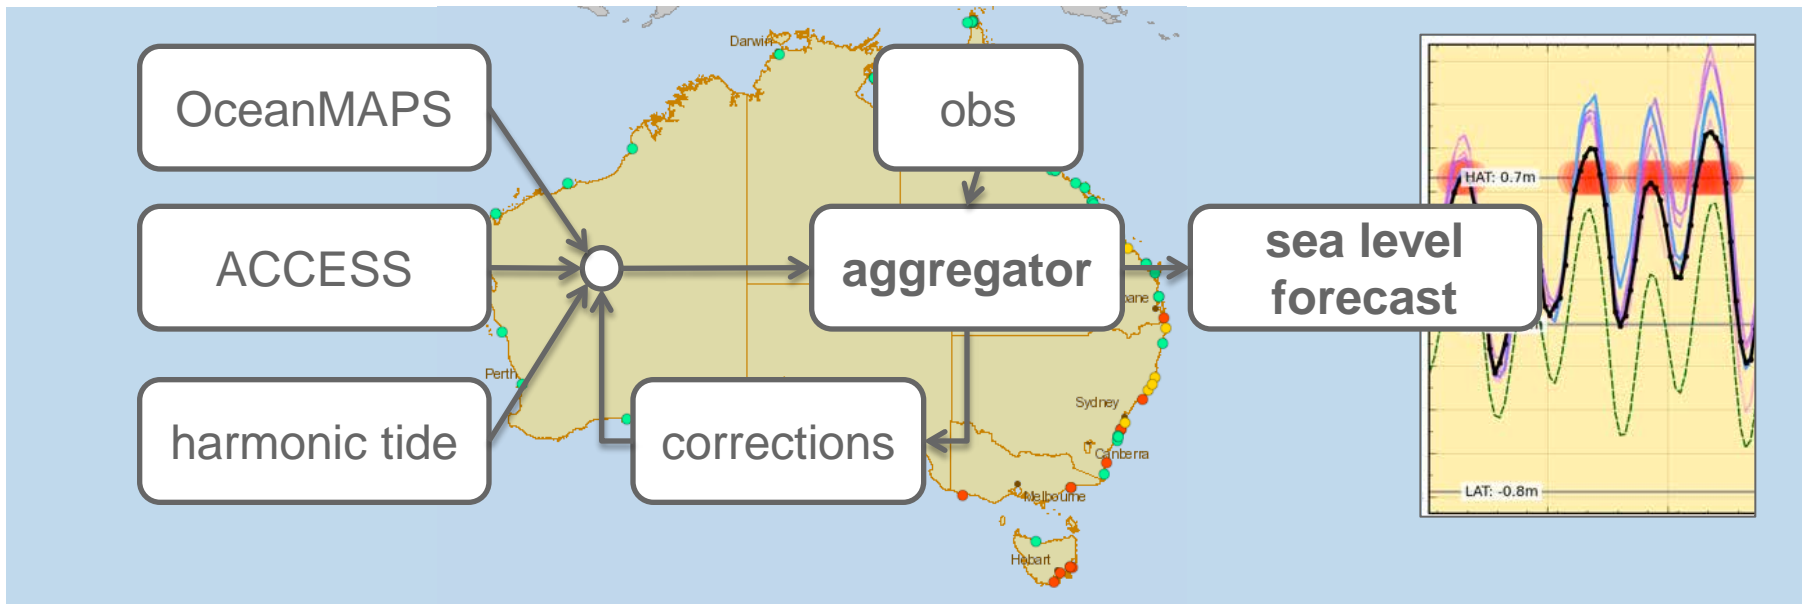 Darwin
OceanMAPS
obs
HAT: 0.7m
ACCESS
aggregator
sea level
forecast
bane
Perth
harmonic tide
corrections
Sydney
Canberra
Melbourne
LAT: -0.8m
Hobart